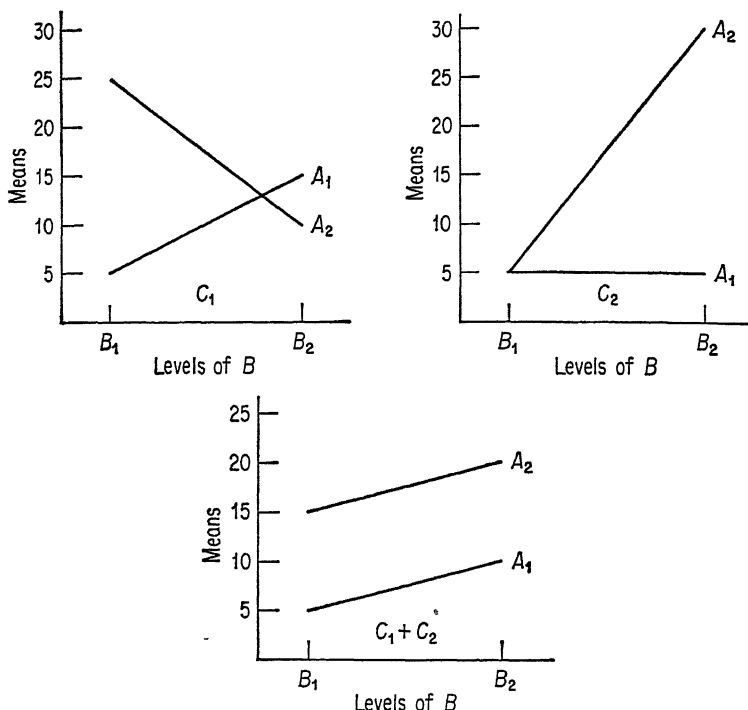 30
25
20
15
10
5
Means
A₁
A₂
C₁
B₁ B₂
Levels of B
30
25
20
15
10
5
Means
A₂
A₁
C₂
B₁ B₂
Levels of B
25
20
15
10
5
Means
A₂
A₁
C₁ + C₂
B₁ B₂
Levels of B